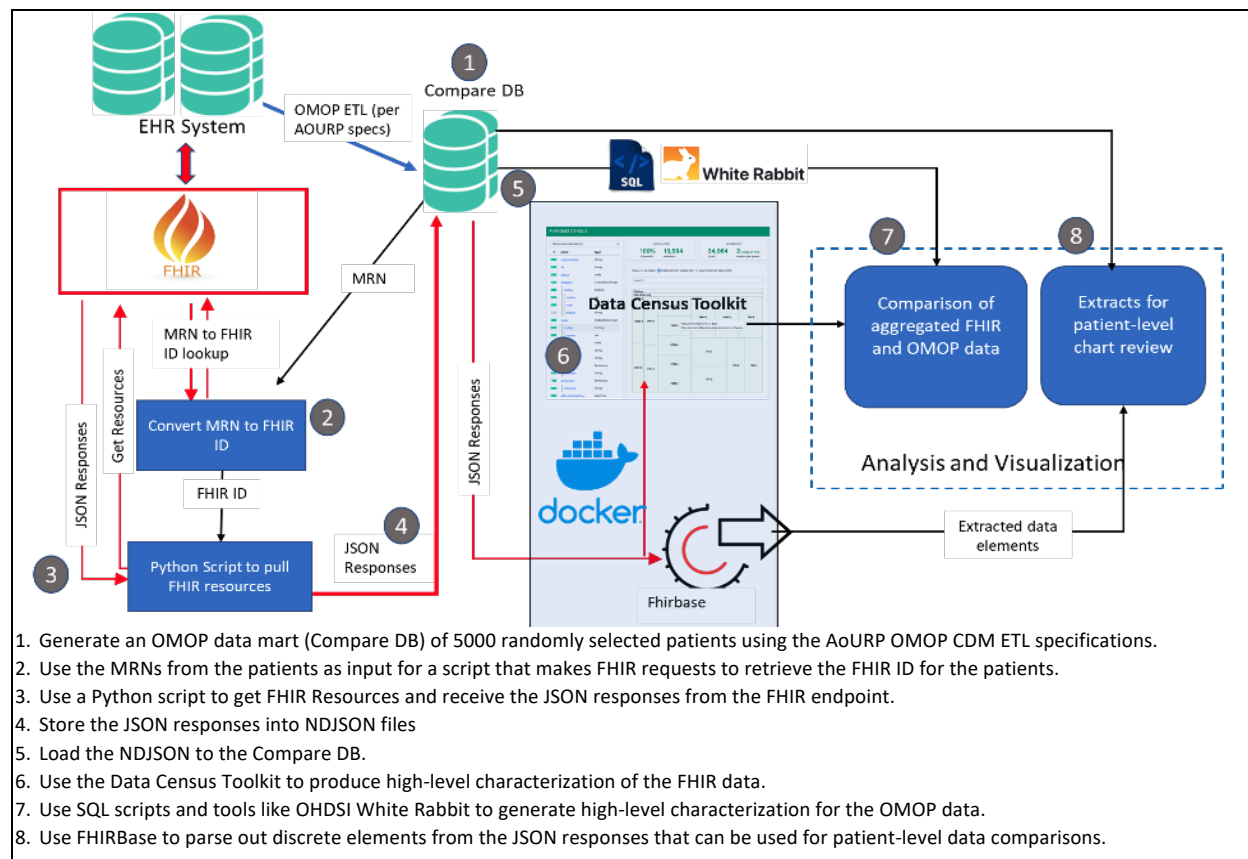 1
Compare DB
OMOP ETL (per
AOURP specs)
EHR System
SQL
White Rabbit
5
FHIR
MRN
7
8
100%
13,984
34,984
2
Data Census Toolkit
Comparison of
aggregated FHIR
and OMOP data
Extracts for
patient-level
chart review
6
MRN to FHIR
ID lookup
JSON Responses
Get Resources
Convert MRN to FHIR
ID
2
JSON Responses
Analysis and Visualization
FHIR ID
docker
4
JSON
Responses
Extracted data
elements
3
Python Script to pull
FHIR resources
Fhirbase
1. Generate an OMOP data mart (Compare DB) of 5000 randomly selected patients using the AoURP OMOP CDM ETL specifications.
2. Use the MRNs from the patients as input for a script that makes FHIR requests to retrieve the FHIR ID for the patients.
3. Use a Python script to get FHIR Resources and receive the JSON responses from the FHIR endpoint.
4. Store the JSON responses into NDJSON files
5. Load the NDJSON to the Compare DB.
6. Use the Data Census Toolkit to produce high-level characterization of the FHIR data.
7. Use SQL scripts and tools like OHDSI White Rabbit to generate high-level characterization for the OMOP data.
8. Use FHIRBase to parse out discrete elements from the JSON responses that can be used for patient-level data comparisons.